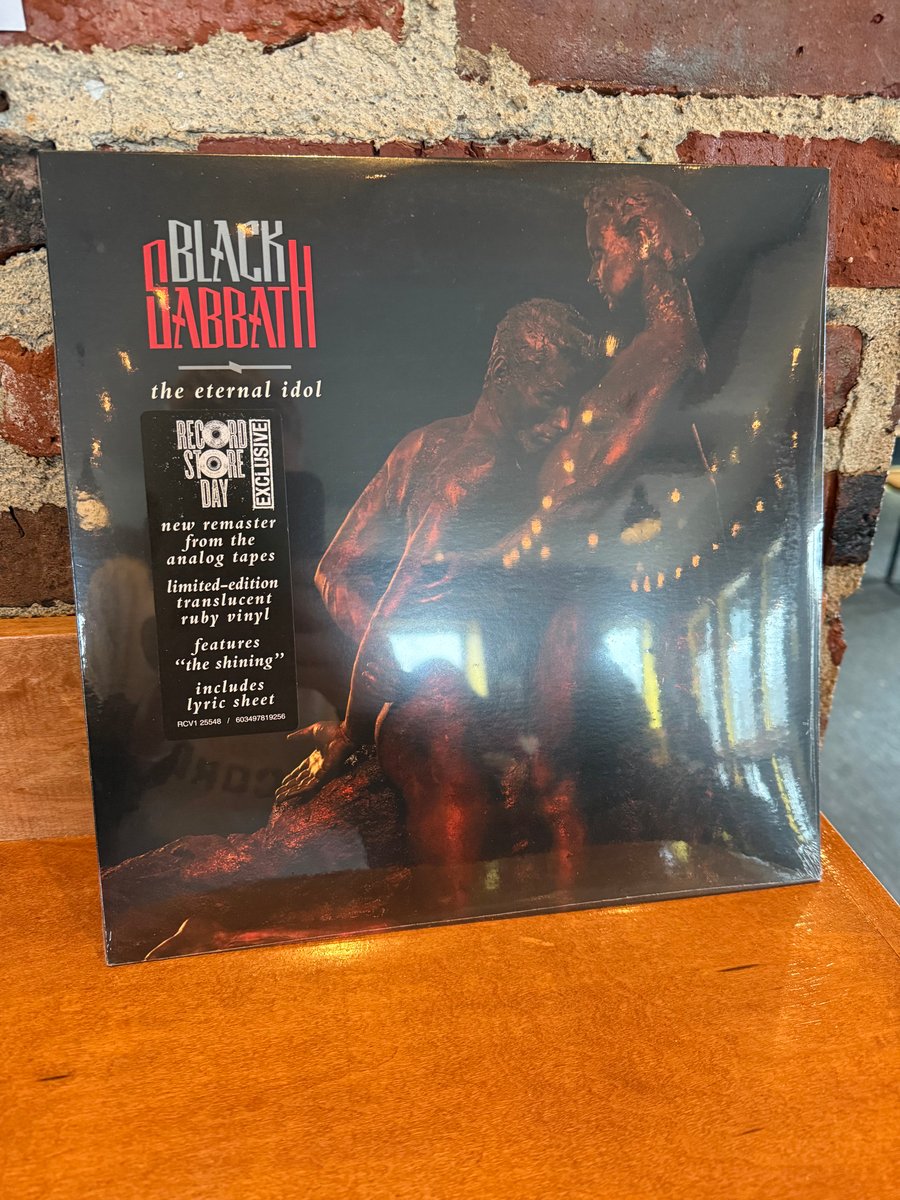 BLACK
SABBATH
the eternal idol
RECORD
STORE
DAY
EXCLUSIVE
new remaster
from the
analog tapes
limited-edition
translucent
ruby vinyl
features
"the shining"
includes
lyric sheet
RCV1 25548 / 603497819256